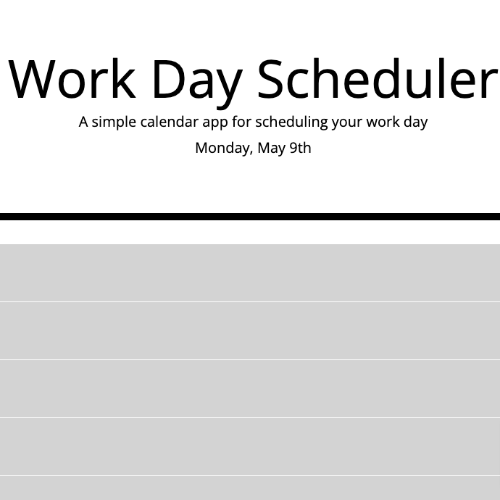 Work Day Scheduler
A simple calendar app for scheduling your work day
Monday, May 9th